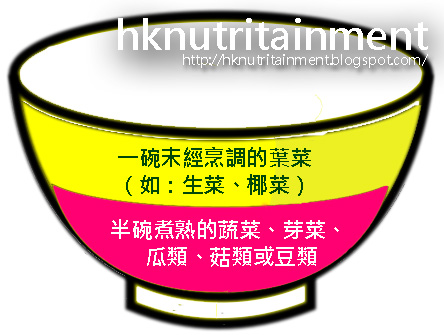 hknutritainment
http://hknutritainment.blogspot.com/
一碗未經烹調的葉菜
（如：生菜、椰菜）
半碗煮熟的蔬菜、芽菜、
瓜類、菇類或豆類